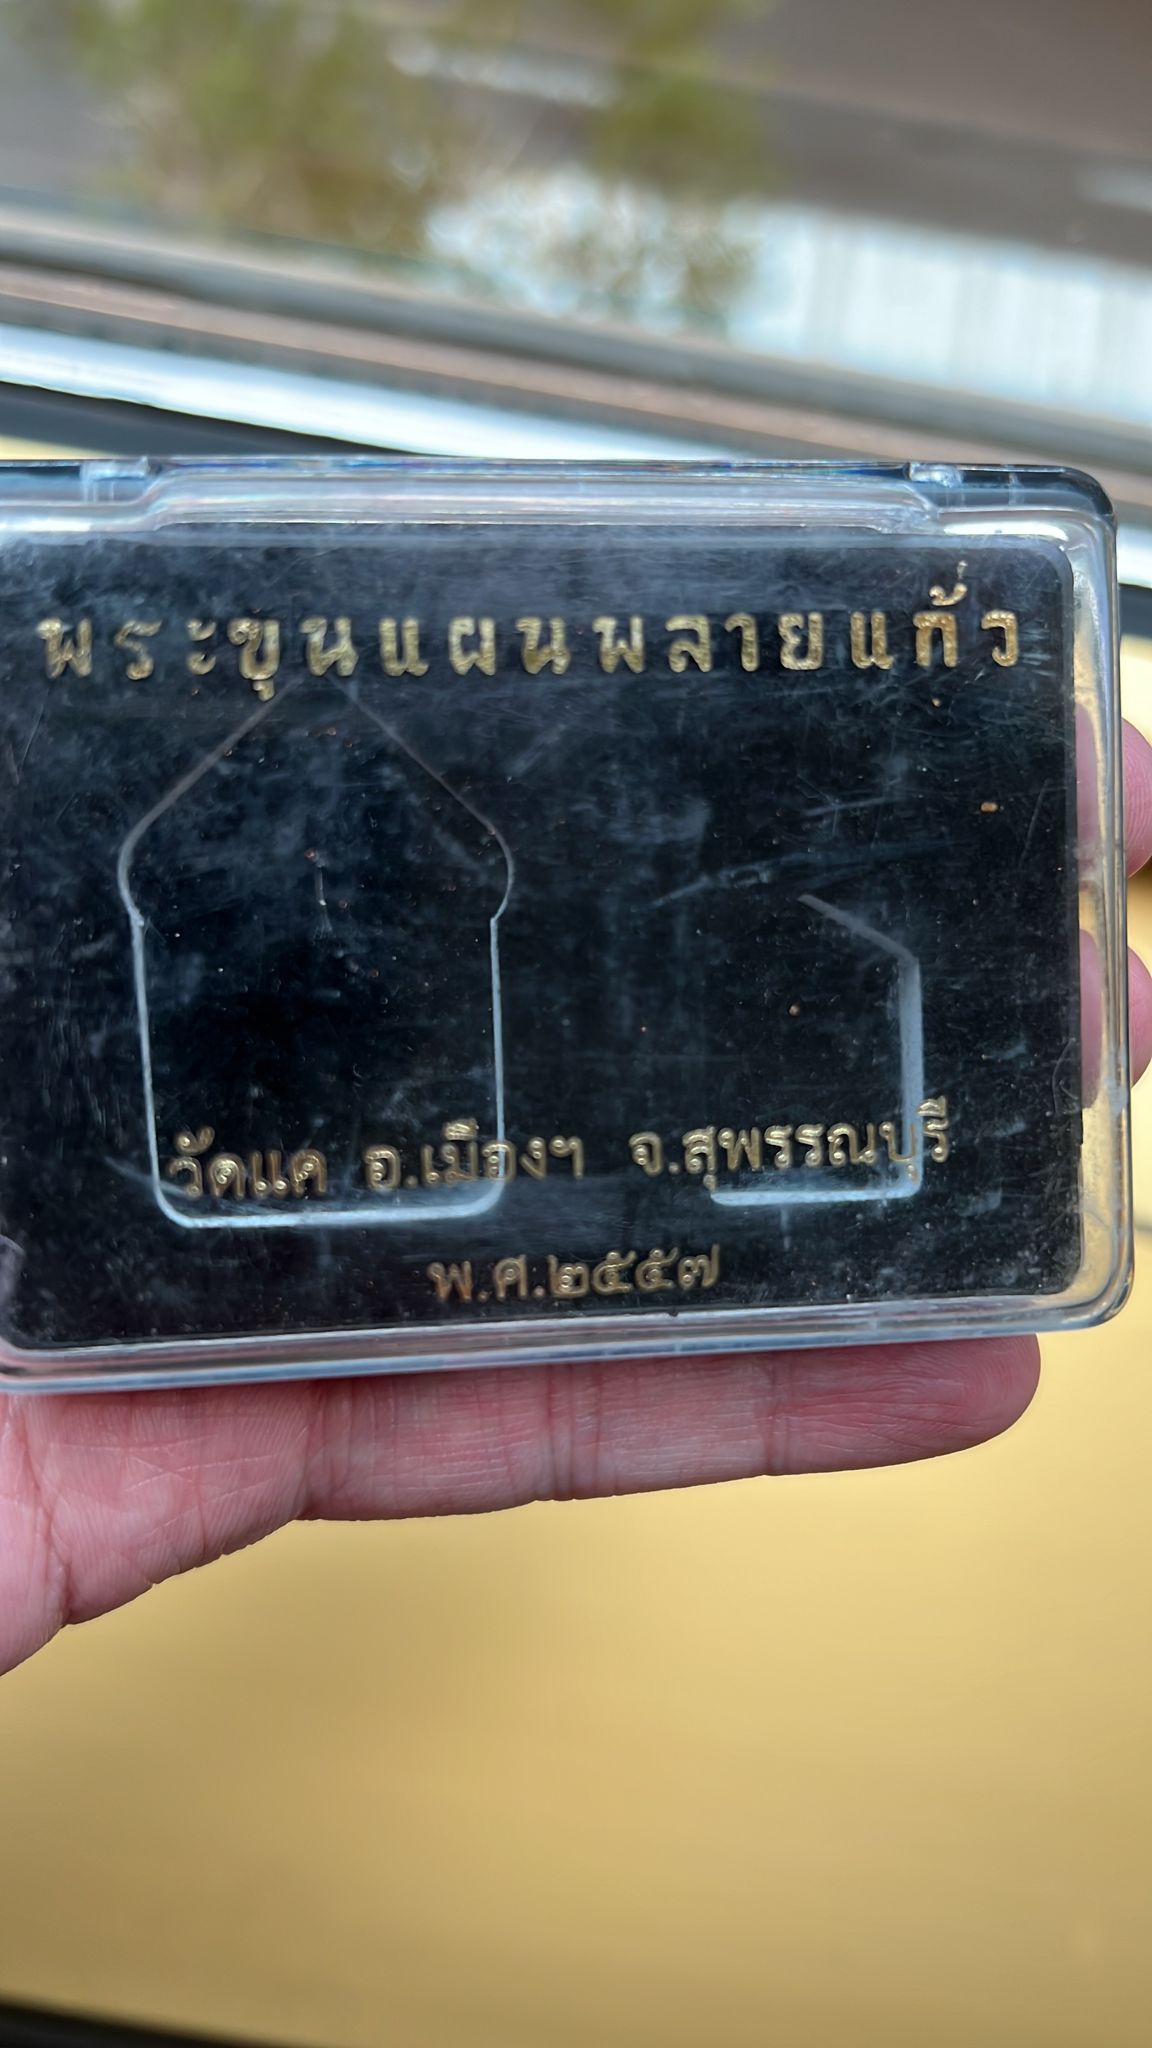 พระขุนแผนพลายแก้ว
วัดแค อ.เมืองฯ จ.สุพรรณบุรี
พ.ศ.๒๕๕๗